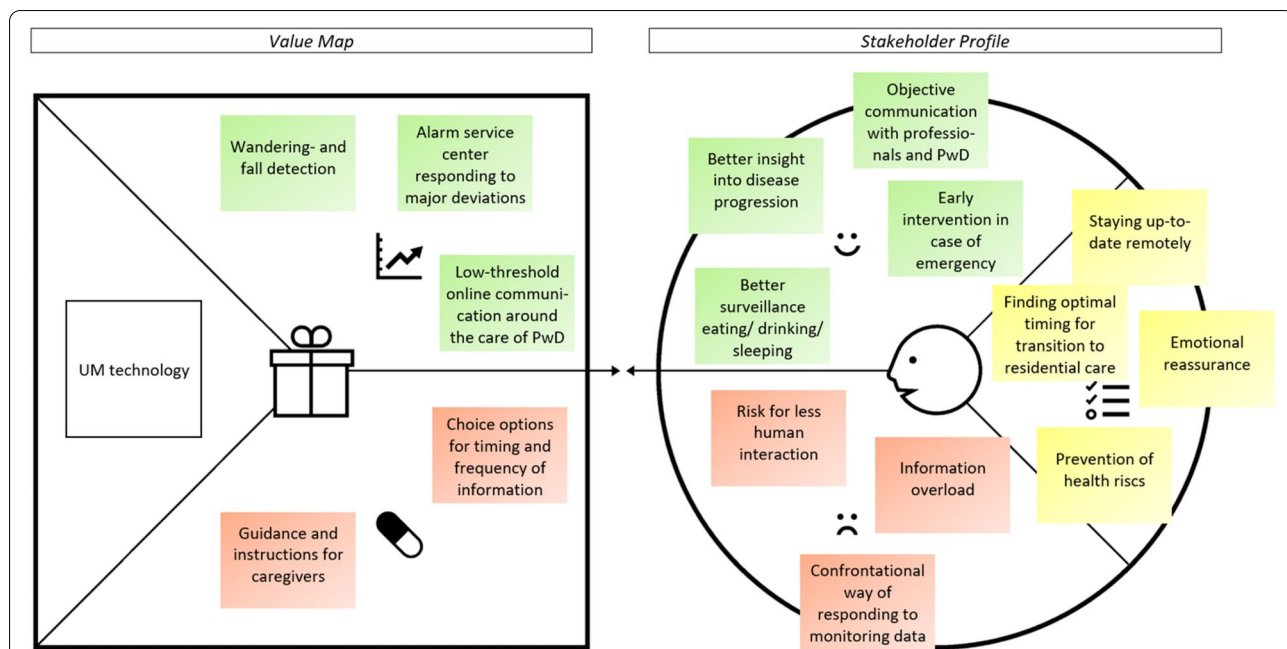 Value Map
Wandering- and
fall detection
Alarm service
center
responding to
major deviations
Low-threshold
online communi-
cation around
the care of PwD
UM technology
Choice options
for timing and
frequency of
information
Guidance and
instructions for
caregivers
Stakeholder Profile
Objective
communication
with professio-
nals and PwD
Better insight
into disease
progression
Early
intervention in
case of
emergency
Better
surveillance
eating/ drinking/
sleeping
Staying up-to-
date remotely
Finding optimal
timing for
transition to
residential care
Emotional
reassurance
Prevention of
health riscs
Risk for less
human
interaction
Information
overload
Confrontational
way of
responding to
monitoring data